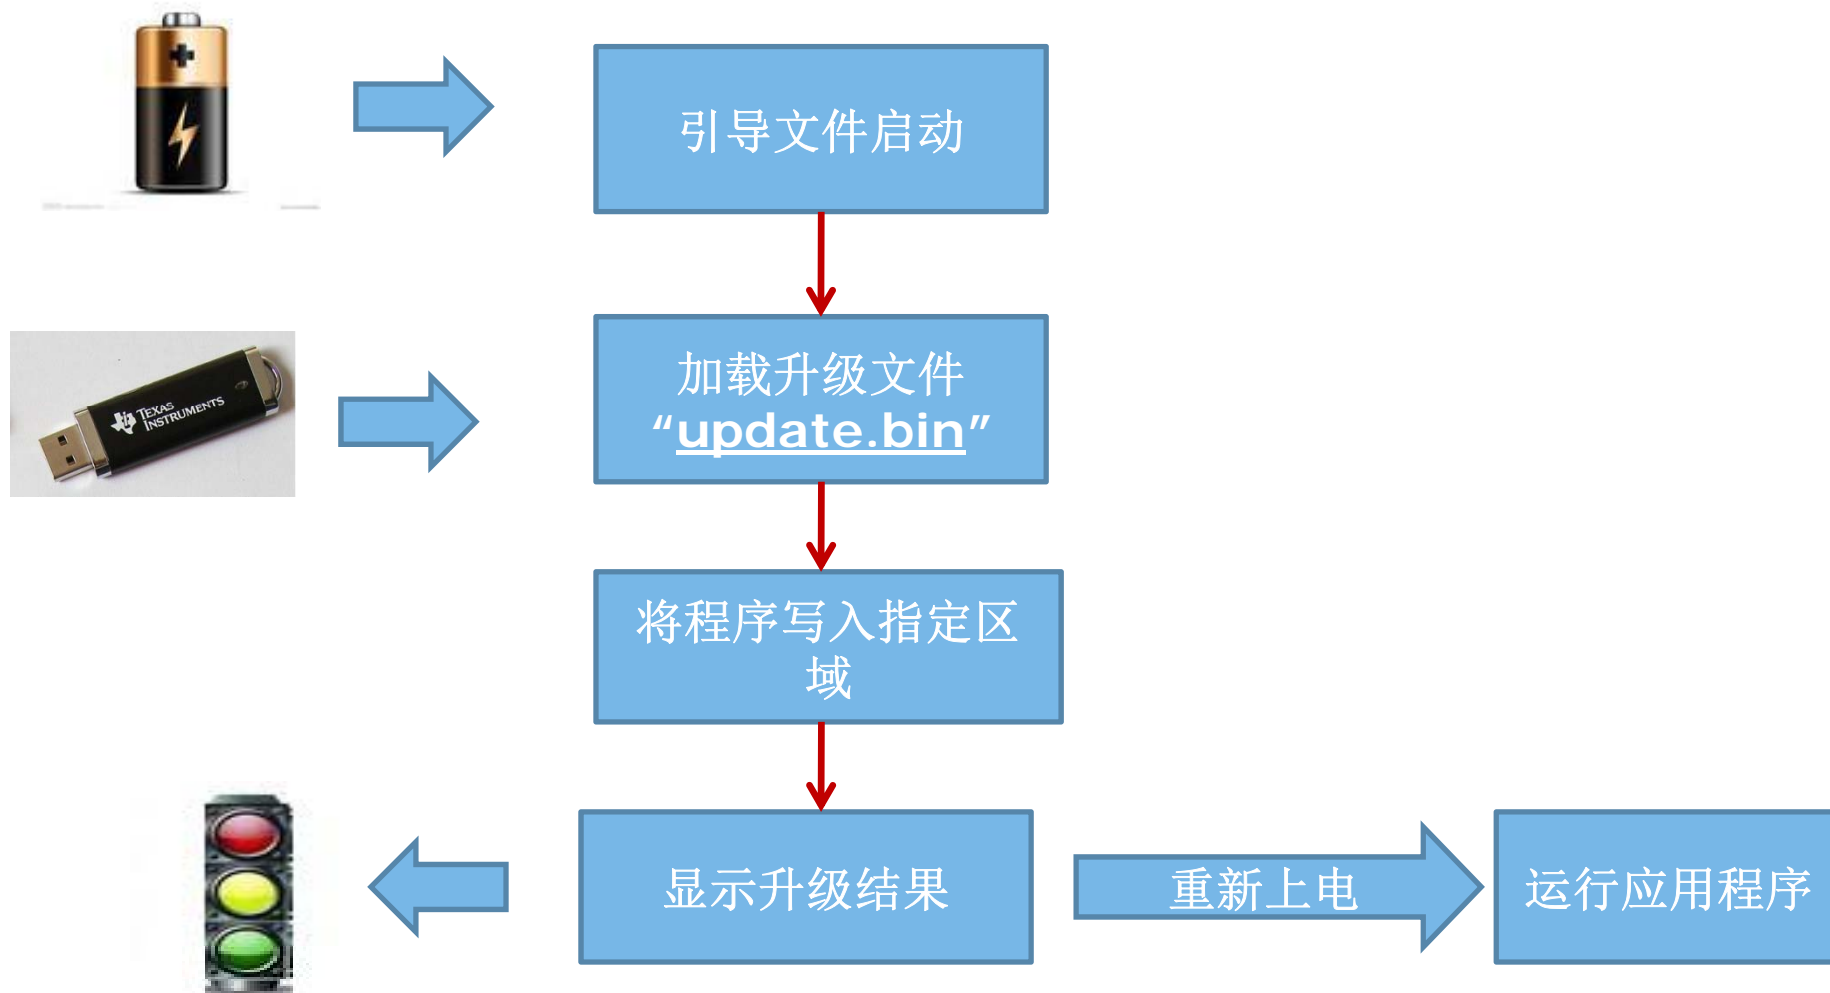 引导文件启动
加载升级文件
“update.bin”
TEXAS
INSTRUMENTS
将程序写入指定区
域
显示升级结果
重新上电
运行应用程序